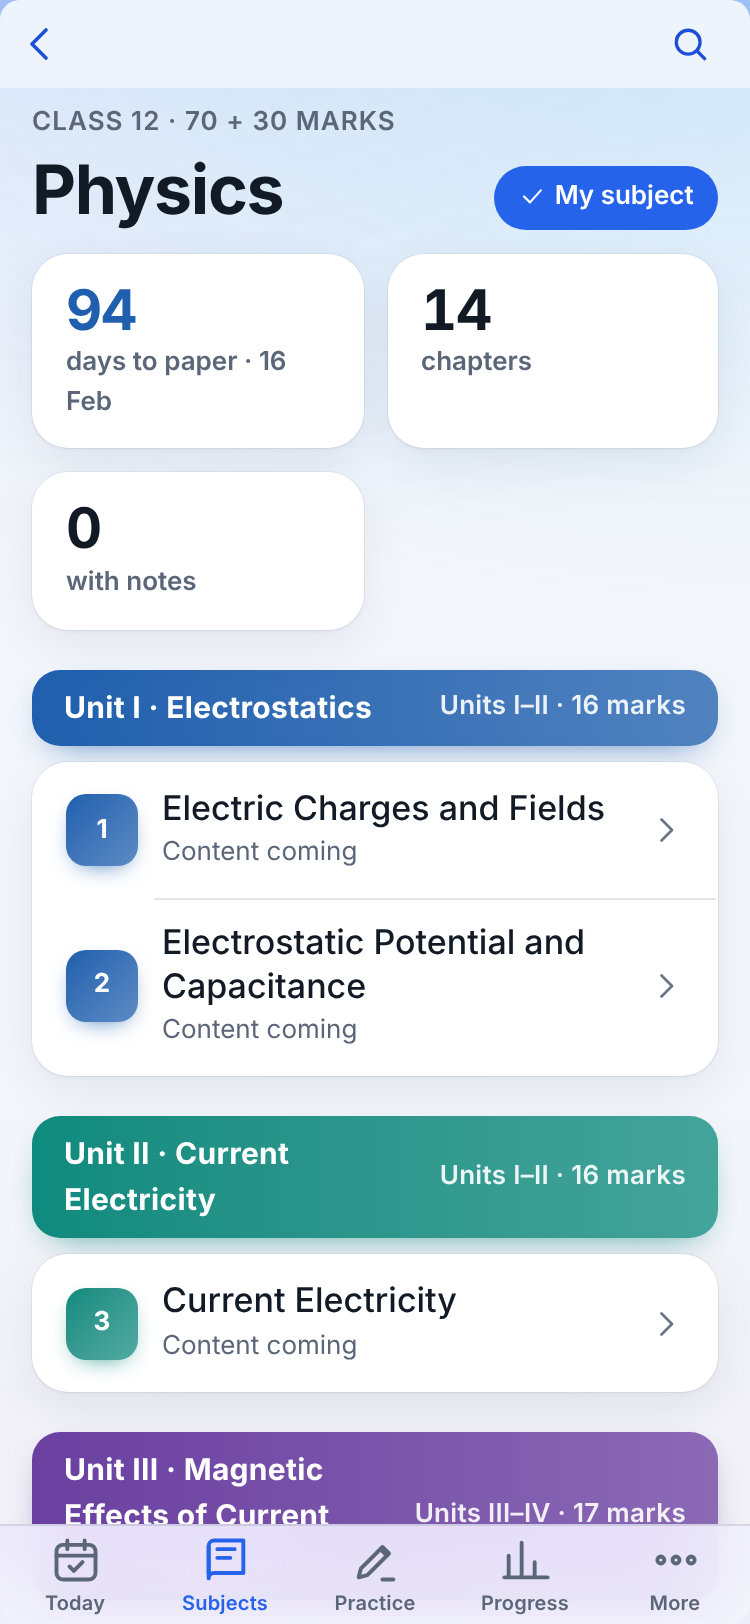 CLASS 12 · 70 + 30 MARKS
Physics
My subject
94
days to paper · 16
Feb
14
chapters
0
with notes
Unit I · Electrostatics
Units I–II · 16 marks
1
Electric Charges and Fields
Content coming
2
Electrostatic Potential and
Capacitance
Content coming
Unit II · Current
Electricity
Units I–II · 16 marks
3
Current Electricity
Content coming
Unit III · Magnetic
Effects of Current
Units III–IV · 17 marks
Today
Subjects
Practice
Progress
More